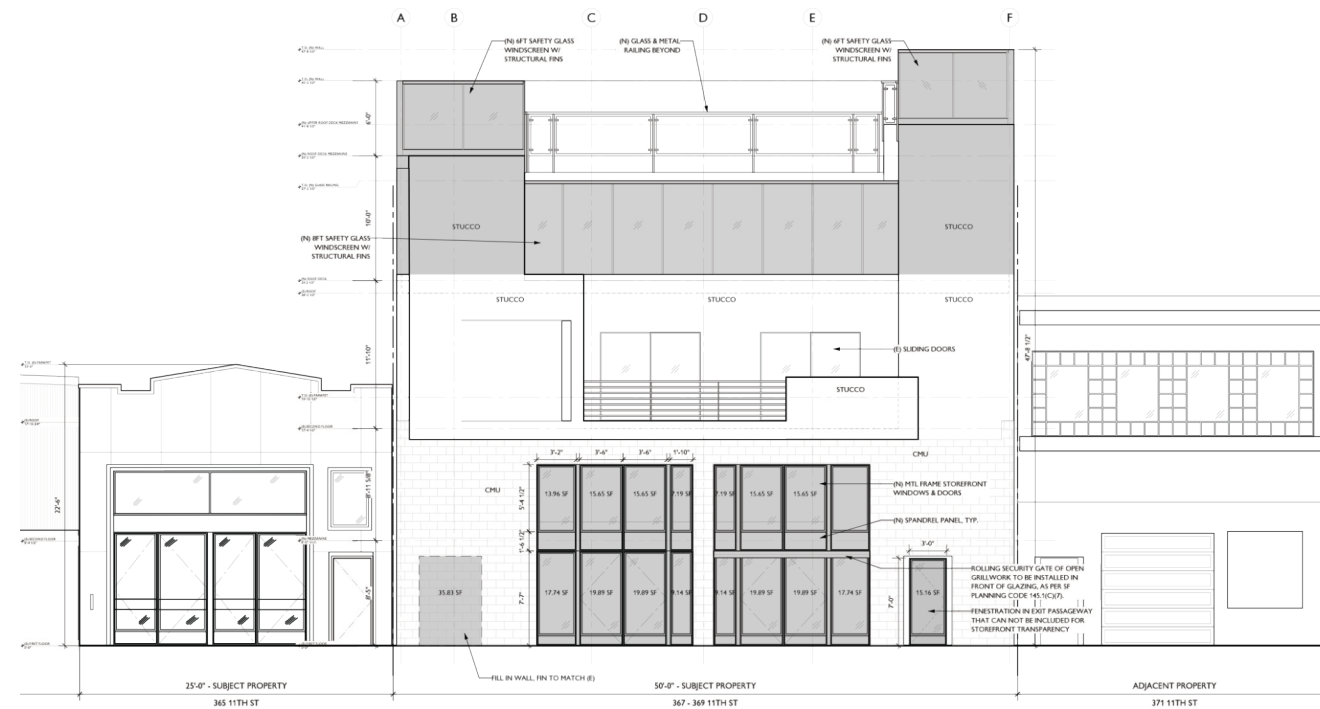 A B C D E F
(N) 6FT SAFETY GLASS
WINDSCREEN W/
STRUCTURAL FINS
(N) GLASS & METAL
RAILING BEYOND
(N) 6FT SAFETY GLASS
WINDSCREEN W/
STRUCTURAL FINS
6'-0"
10'-0"
STUCCO
STUCCO
(N) 8FT SAFETY GLASS
WINDSCREEN W/
STRUCTURAL FINS
STUCCO
STUCCO
STUCCO
11'-10"
47'-8 1/2"
(E) SLIDING DOORS
STUCCO
CMU
3'-2" 3'-6" 3'-6" 1'-10"
8'-11 5/8"
CMU
5'-4 1/2"
13.96 SF 15.65 SF 15.65 SF 7.19 SF 7.19 SF 15.65 SF 15.65 SF
(N) MTL FRAME STOREFRONT
WINDOWS & DOORS
22'-6"
1'-6 1/2"
(N) SPANDREL PANEL, TYP.
3'-0"
8'-5"
35.83 SF
7'-7"
17.74 SF 19.89 SF 19.89 SF 9.14 SF 9.14 SF 19.89 SF 19.89 SF 17.74 SF
7'-0"
15.16 SF
ROLLING SECURITY GATE OF OPEN
GRILLWORK TO BE INSTALLED IN
FRONT OF GLAZING, AS PER SF
PLANNING CODE 145.1(C)(7).
FENESTRATION IN EXIT PASSAGEWAY
THAT CAN NOT BE INCLUDED FOR
STOREFRONT TRANSPARENCY
FILL IN WALL, FIN TO MATCH (E)
25'-0" - SUBJECT PROPERTY
50'-0" - SUBJECT PROPERTY
ADJACENT PROPERTY
365 11TH ST
367 - 369 11TH ST
371 11TH ST